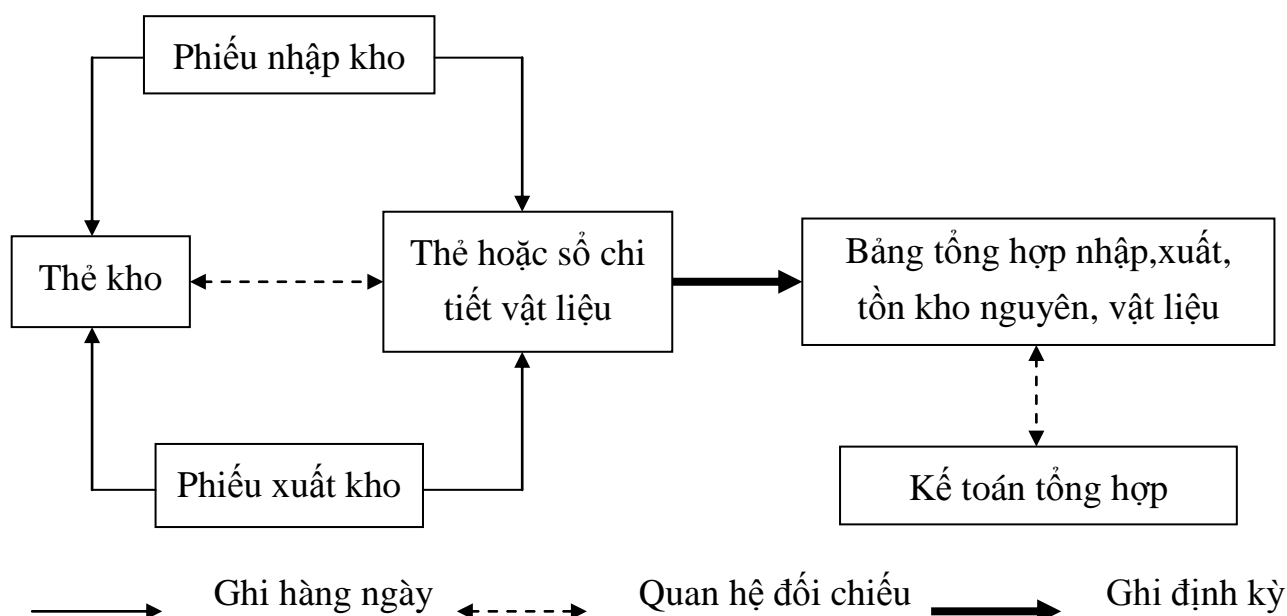 Phiếu nhập kho
Thẻ kho
Thẻ hoặc sổ chi
tiết vật liệu
Bảng tổng hợp nhập,xuất,
tồn kho nguyên, vật liệu
Phiếu xuất kho
Kế toán tổng hợp
Ghi hàng ngày
Quan hệ đối chiếu
Ghi định kỳ